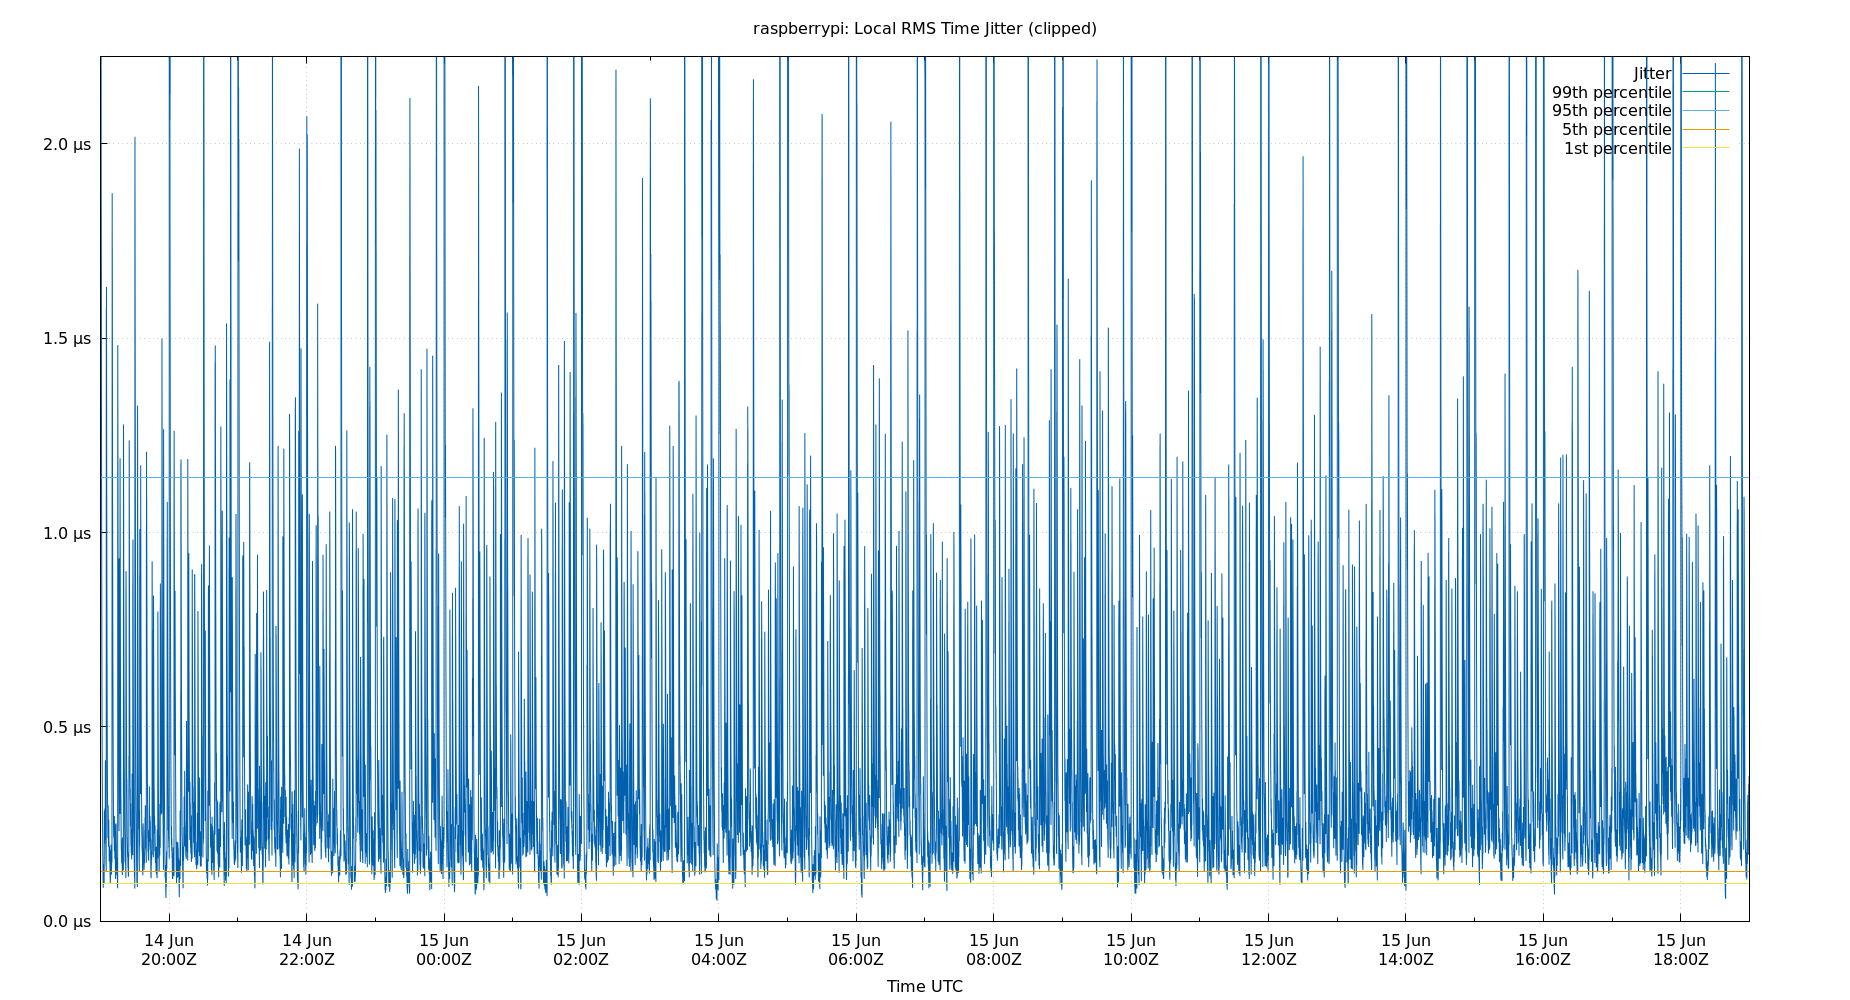 raspberrypi: Local RMS Time Jitter (clipped)
Jitter
99th percentile
95th percentile
5th percentile
1st percentile
2.0 μs
1.5 μs
1.0 μs
0.5 μs
0.0 μs
14 Jun 14 Jun 15 Jun 15 Jun 15 Jun 15 Jun 15 Jun 15 Jun 15 Jun 15 Jun 15 Jun 15 Jun
20:00Z 22:00Z 00:00Z 02:00Z 04:00Z 06:00Z 08:00Z 10:00Z 12:00Z 14:00Z 16:00Z 18:00Z
Time UTC